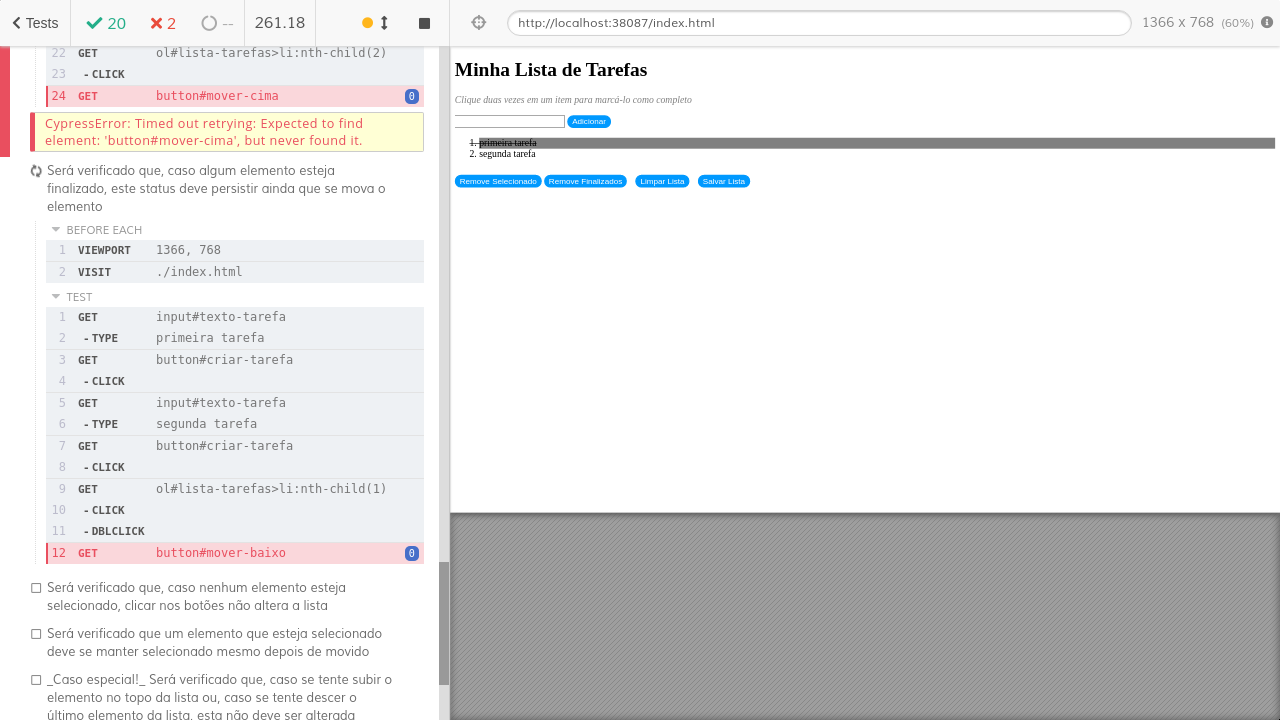 Tests 20 2 -- 261.18 http://localhost:38087/index.html 1366 x 768 (60%)
22 GET ol#lista-tarefas>li:nth-child(2)
23 - CLICK
24 GET button#mover-cima 0
CypressError: Timed out retrying: Expected to find
element: 'button#mover-cima', but never found it.
Será verificado que, caso algum elemento esteja
finalizado, este status deve persistir ainda que se mova o
elemento
BEFORE EACH
1 VIEWPORT 1366, 768
2 VISIT ./index.html
TEST
1 GET input#texto-tarefa
2 - TYPE primeira tarefa
3 GET button#criar-tarefa
4 - CLICK
5 GET input#texto-tarefa
6 - TYPE segunda tarefa
7 GET button#criar-tarefa
8 - CLICK
9 GET ol#lista-tarefas>li:nth-child(1)
10 - CLICK
11 - DBLCLICK
12 GET button#mover-baixo 0
Será verificado que, caso nenhum elemento esteja
selecionado, clicar nos botões não altera a lista
Será verificado que um elemento que esteja selecionado
deve se manter selecionado mesmo depois de movido
_Caso especial!_ Será verificado que, caso se tente subir o
elemento no topo da lista ou, caso se tente descer o
último elemento da lista, esta não deve ser alterada
Minha Lista de Tarefas
Clique duas vezes em um item para marcá-lo como completo
Adicionar
1. primeira tarefa
2. segunda tarefa
Remove Selecionado Remove Finalizados Limpar Lista Salvar Lista